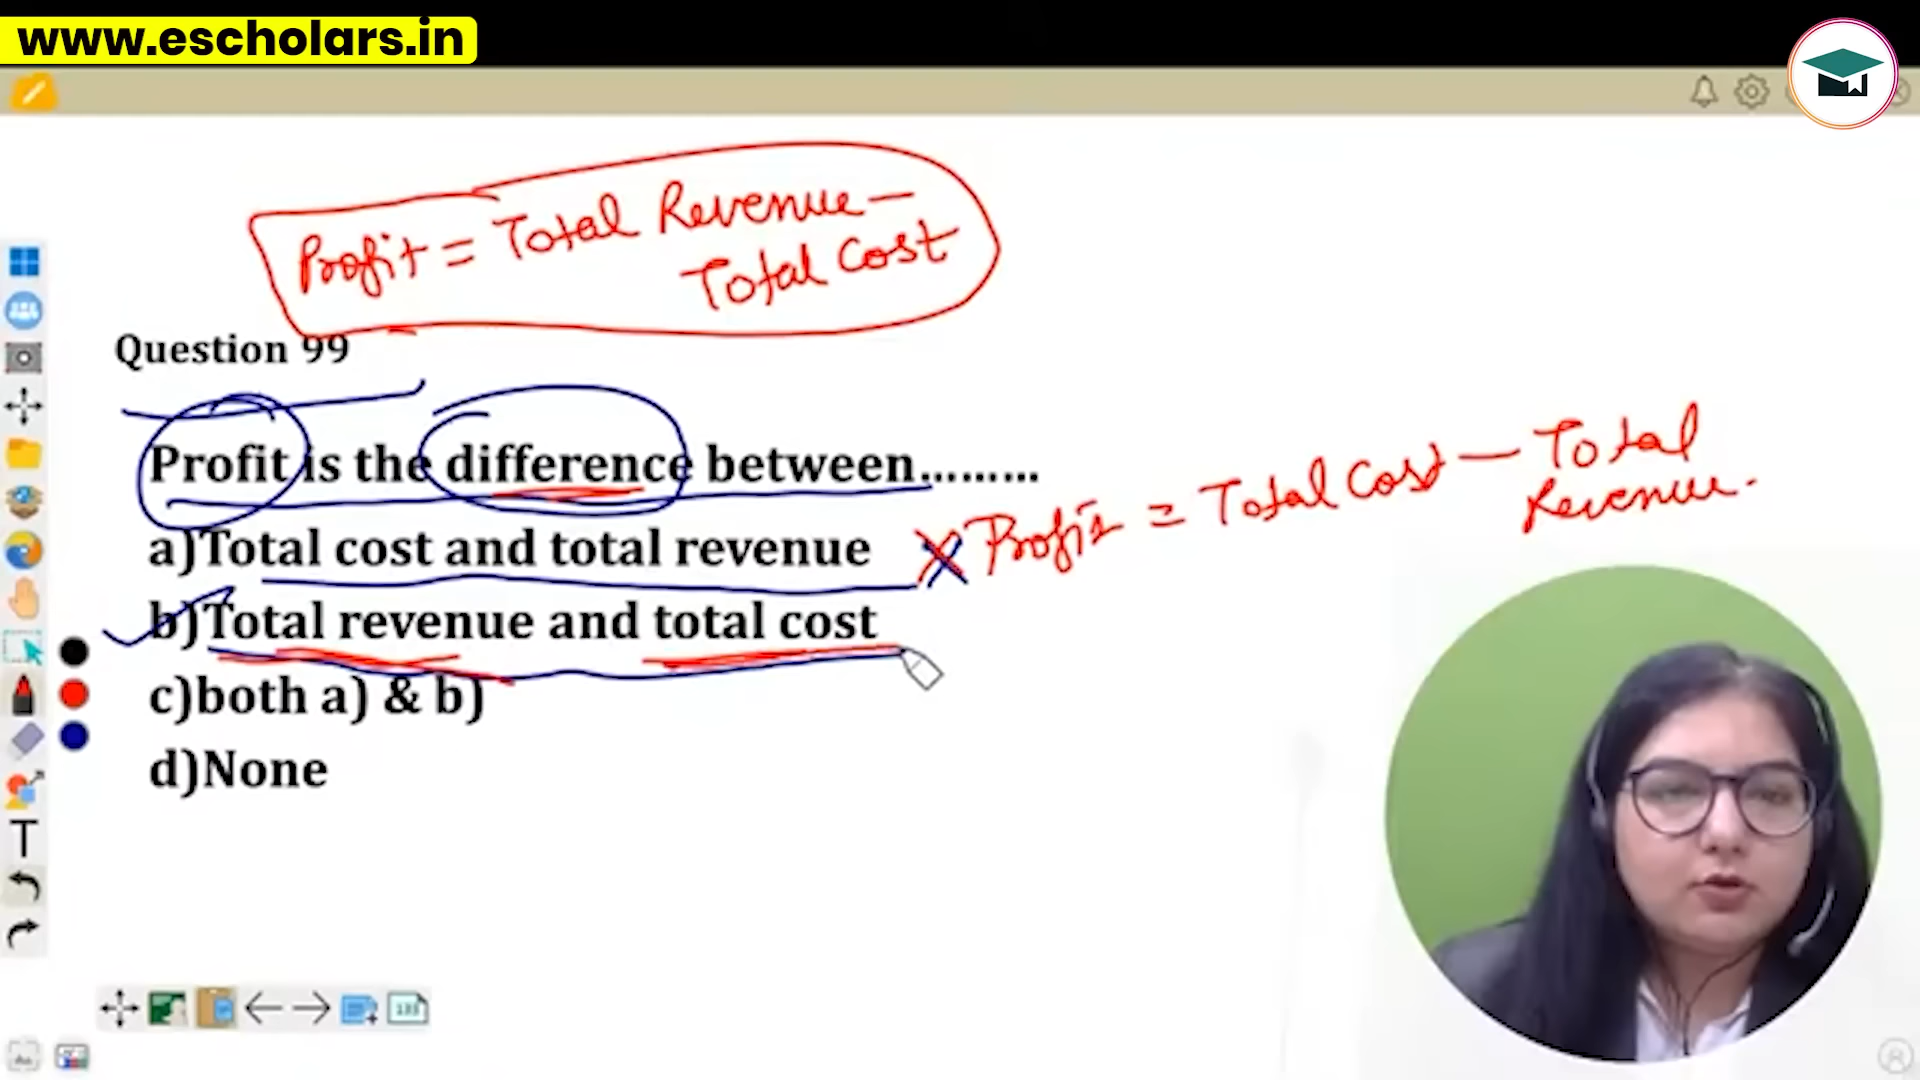 www.escholars.in
Profit = Total Revenue –
Total Cost
Question 99
Profit is the difference between.........
a)Total cost and total revenue
X Profit = Total Cost – Total
Revenue.
b)Total revenue and total cost
c)both a) & b)
d)None
T